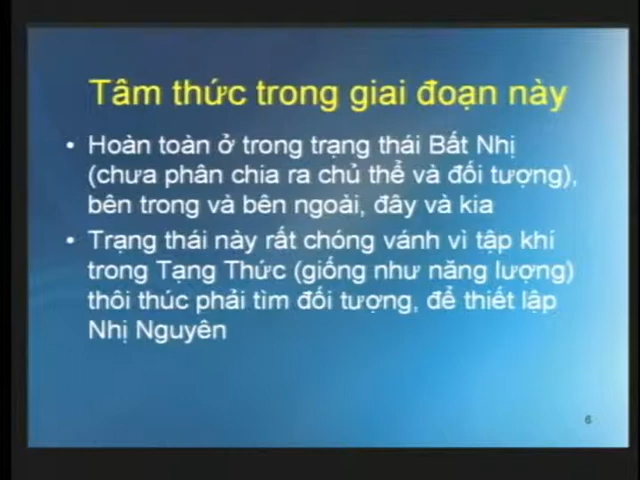 Tâm thức trong giai đoạn này
• Hoàn toàn ở trong trạng thái Bất Nhị
(chưa phân chia ra chủ thể và đối tượng),
bên trong và bên ngoài, đây và kia
• Trạng thái này rất chóng vánh vì tập khí
trong Tạng Thức (giống như năng lượng)
thôi thúc phải tìm đối tượng, để thiết lập
Nhị Nguyên
6